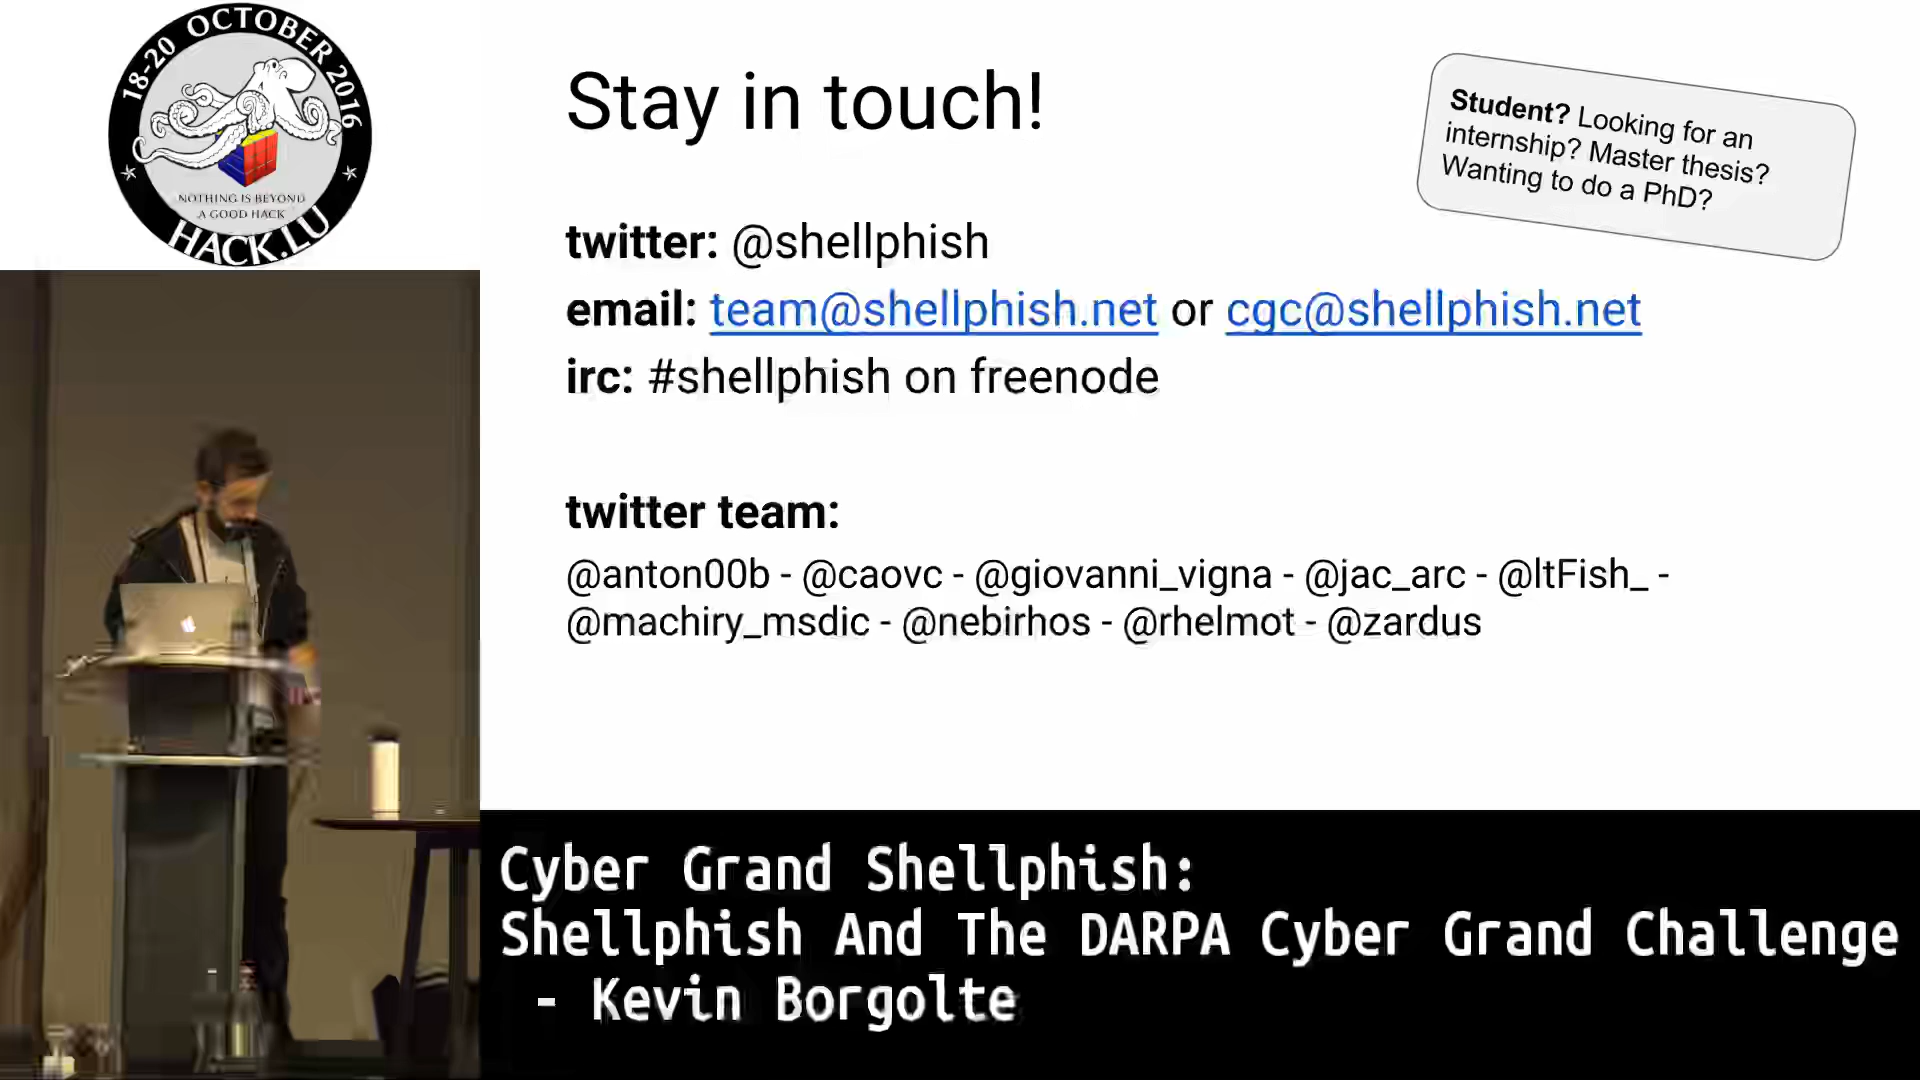 18-20 OCTOBER 2016
NOTHING IS BEYOND
A GOOD HACK
HACK.LU
Stay in touch!
Student? Looking for an
internship? Master thesis?
Wanting to do a PhD?
twitter: @shellphish
email: team@shellphish.net or cgc@shellphish.net
irc: #shellphish on freenode
twitter team:
@anton00b - @caovc - @giovanni_vigna - @jac_arc - @ltFish_ -
@machiry_msdic - @nebirhos - @rhelmot - @zardus
Cyber Grand Shellphish:
Shellphish And The DARPA Cyber Grand Challenge
- Kevin Borgolte